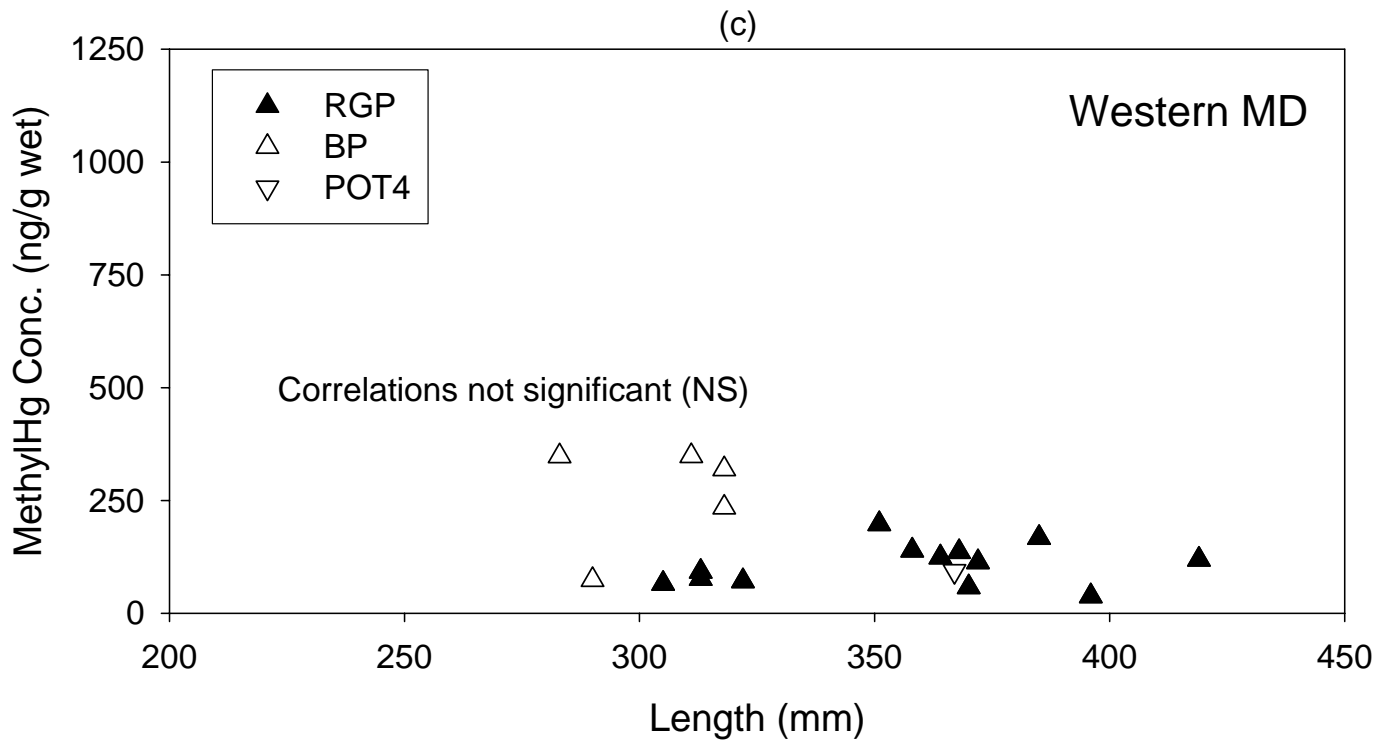 (c)
1250
1000
750
500
250
0
MethylHg Conc. (ng/g wet)
RGP
BP
POT4
Western MD
Correlations not significant (NS)
200 250 300 350 400 450
Length (mm)